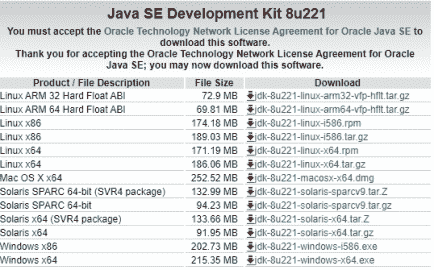 Java SE Development Kit 8u221
You must accept the Oracle Technology Network License Agreement for Oracle Java SE to
download this software.
Thank you for accepting the Oracle Technology Network License Agreement for Oracle
Java SE; you may now download this software.
Product / File Description File Size Download
Linux ARM 32 Hard Float ABI 72.9 MB jdk-8u221-linux-arm32-vfp-hflt.tar.gz
Linux ARM 64 Hard Float ABI 69.81 MB jdk-8u221-linux-arm64-vfp-hflt.tar.gz
Linux x86 174.18 MB jdk-8u221-linux-i586.rpm
Linux x86 189.03 MB jdk-8u221-linux-i586.tar.gz
Linux x64 171.19 MB jdk-8u221-linux-x64.rpm
Linux x64 186.06 MB jdk-8u221-linux-x64.tar.gz
Mac OS X x64 252.52 MB jdk-8u221-macosx-x64.dmg
Solaris SPARC 64-bit (SVR4 package) 132.99 MB jdk-8u221-solaris-sparcv9.tar.Z
Solaris SPARC 64-bit 94.23 MB jdk-8u221-solaris-sparcv9.tar.gz
Solaris x64 (SVR4 package) 133.66 MB jdk-8u221-solaris-x64.tar.Z
Solaris x64 91.95 MB jdk-8u221-solaris-x64.tar.gz
Windows x86 202.73 MB jdk-8u221-windows-i586.exe
Windows x64 215.35 MB jdk-8u221-windows-x64.exe